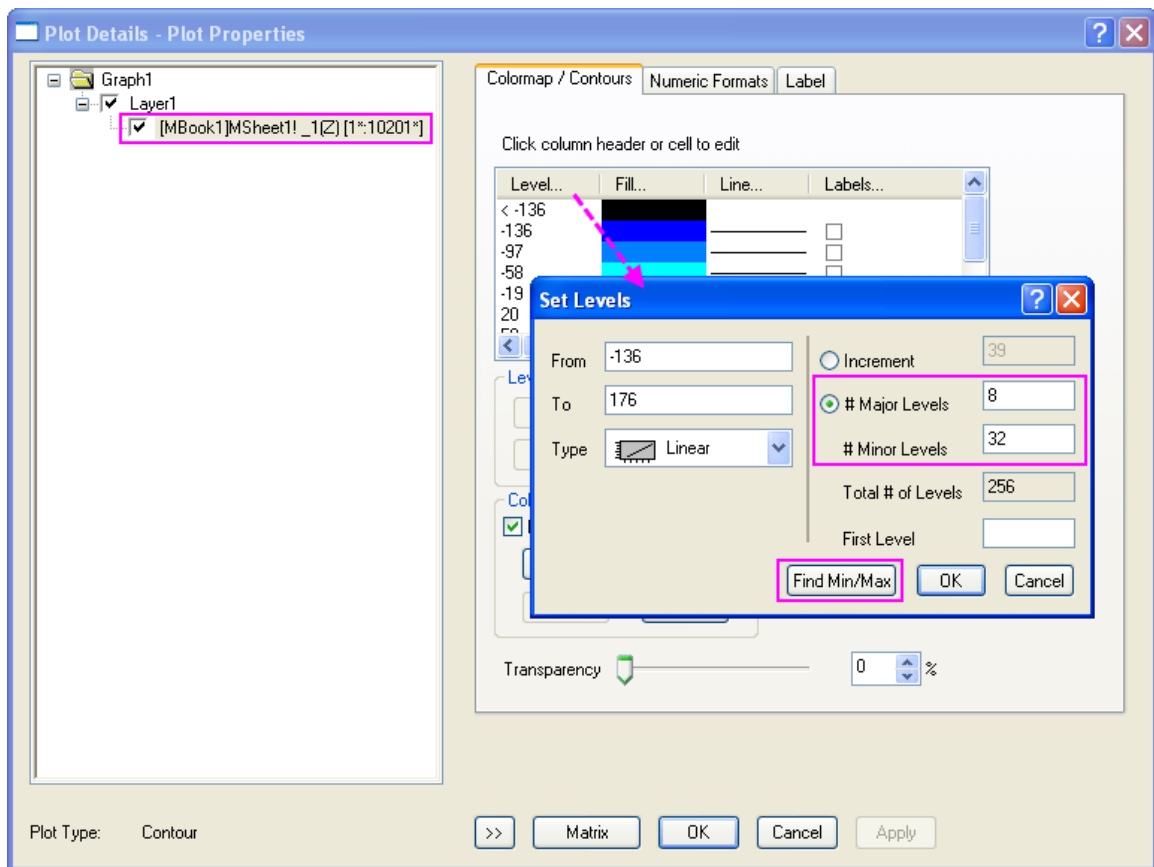 Plot Details - Plot Properties
Graph1
Layer1
[MBook1]MSheet1! _1(Z) [1*:10201*]
Colormap / Contours
Numeric Formats
Label
Click column header or cell to edit
Level...
Fill...
Line...
Labels...
< -136
-136
-97
-58
-19
20
Set Levels
From
-136
To
176
Type
Linear
Increment
39
# Major Levels
8
# Minor Levels
32
Total # of Levels
256
First Level
Find Min/Max
OK
Cancel
Transparency
0
%
Plot Type:
Contour
>>
Matrix
OK
Cancel
Apply